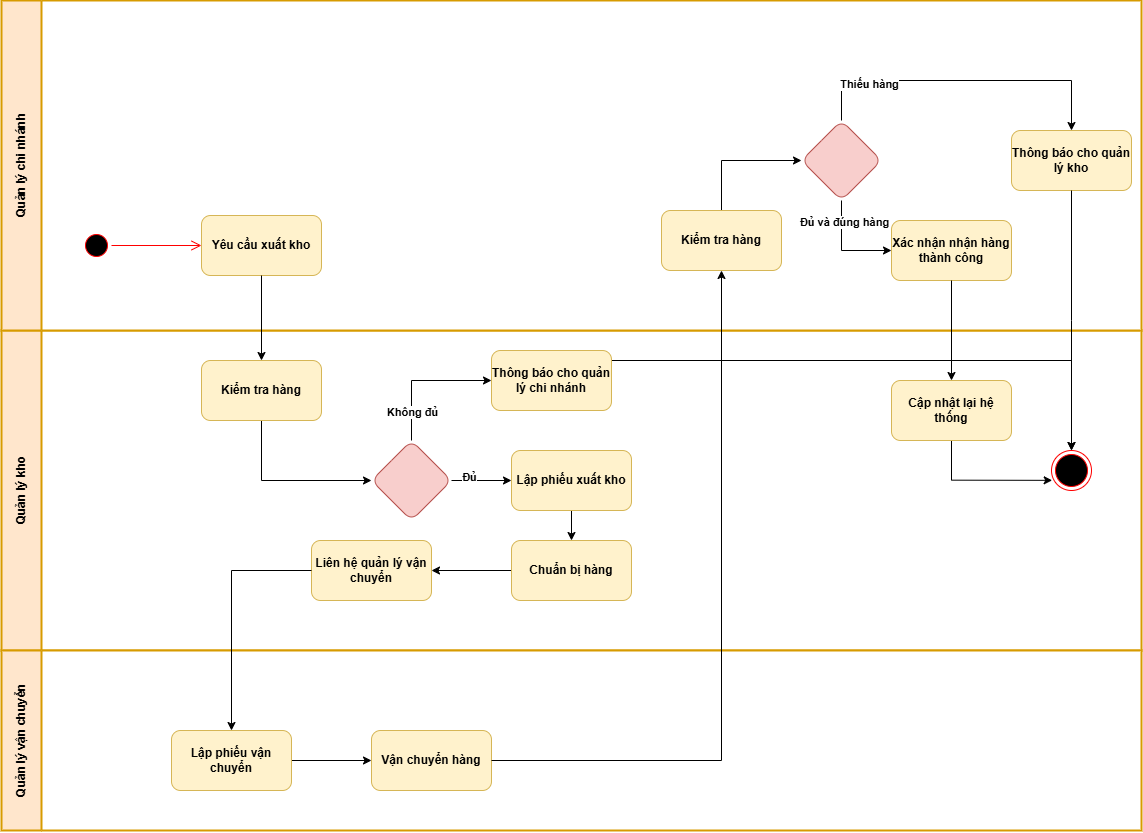 Quản lý chi nhánh
Thiếu hàng
Thông báo cho quản
lý kho
Yêu cầu xuất kho
Kiểm tra hàng
Đủ và đúng hàng
Xác nhận nhận hàng
thành công
Quản lý kho
Kiểm tra hàng
Không đủ
Thông báo cho quản
lý chi nhánh
Đủ
Lập phiếu xuất kho
Cập nhật lại hệ
thống
Liên hệ quản lý vận
chuyển
Chuẩn bị hàng
Quản lý vận chuyển
Lập phiếu vận
chuyển
Vận chuyển hàng